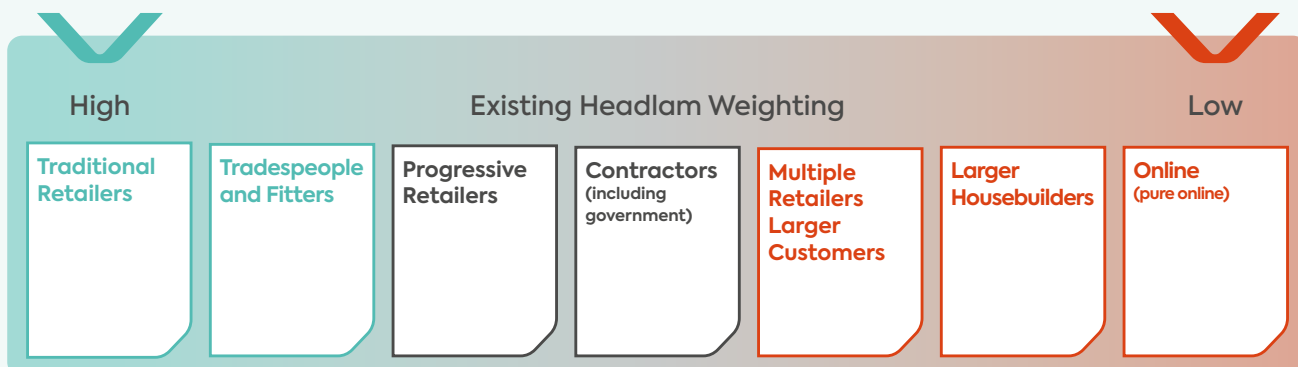 High
Existing Headlam Weighting
Low
Traditional
Retailers
Tradespeople
and Fitters
Progressive
Retailers
Contractors
(including
government)
Multiple
Retailers
Larger
Customers
Larger
Housebuilders
Online
(pure online)